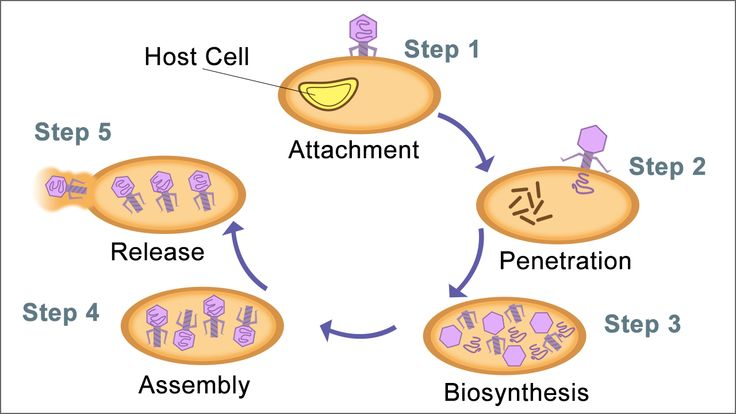 Host Cell
Step 1
Attachment
Step 2
Penetration
Step 3
Biosynthesis
Step 4
Assembly
Step 5
Release